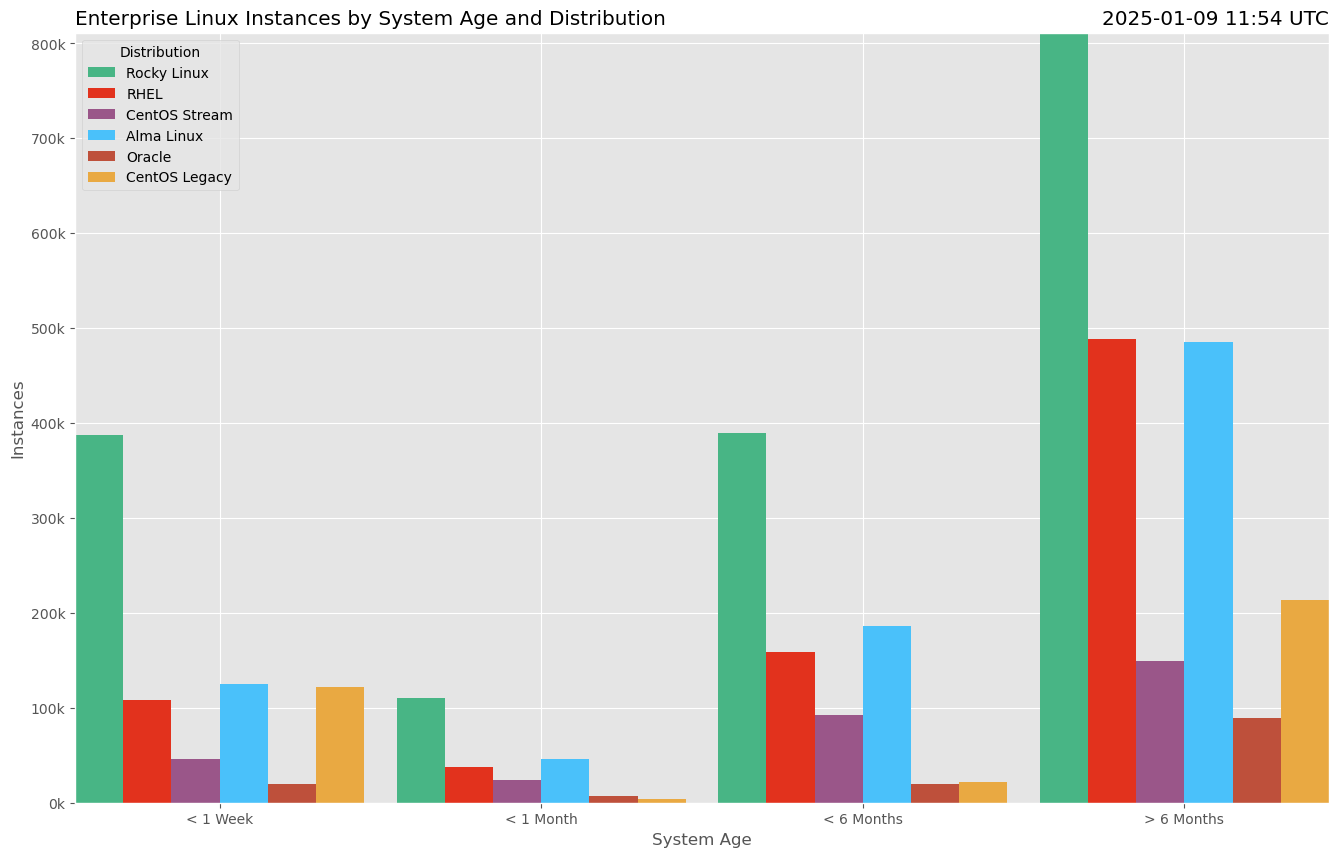 Enterprise Linux Instances by System Age and Distribution
2025-01-09 11:54 UTC
Distribution
Rocky Linux
RHEL
CentOS Stream
Alma Linux
Oracle
CentOS Legacy
800k
700k
600k
500k
400k
300k
200k
100k
0k
Instances
< 1 Week
< 1 Month
< 6 Months
> 6 Months
System Age